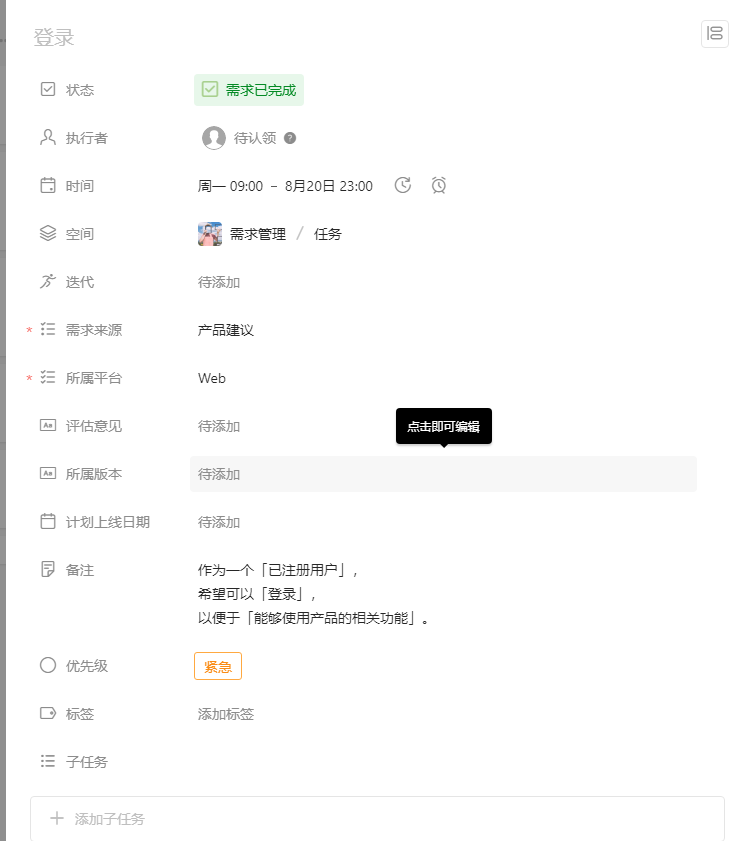 登录
状态 需求已完成
执行者 待认领 ?
时间 周一 09:00 － 8月20日 23:00
空间 需求管理 / 任务
迭代 待添加
* 需求来源 产品建议
* 所属平台 Web
评估意见 待添加
点击即可编辑
所属版本 待添加
计划上线日期 待添加
备注 作为一个「已注册用户」，
希望可以「登录」，
以便于「能够使用产品的相关功能」。
优先级 紧急
标签 添加标签
子任务
添加子任务